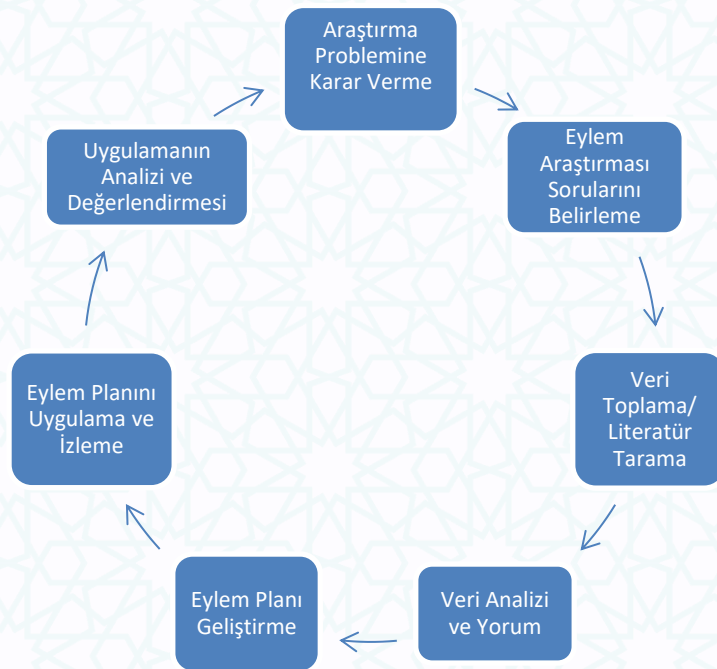 Araştırma
Problemine
Karar Verme
Eylem
Araştırması
Sorularını
Belirleme
Veri
Toplama/
Literatür
Tarama
Veri Analizi
ve Yorum
Eylem Planı
Geliştirme
Eylem Planını
Uygulama ve
İzleme
Uygulamanın
Analizi ve
Değerlendirmesi